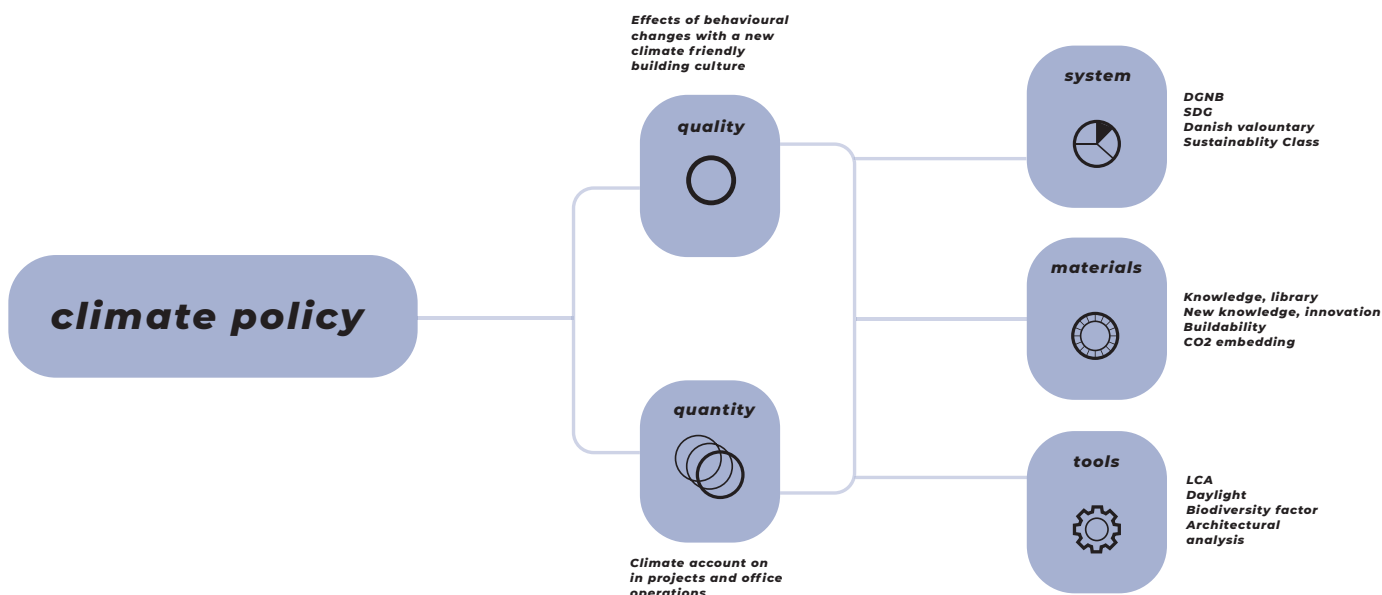 Effects of behavioural
changes with a new
climate friendly
building culture
quality
climate policy
quantity
Climate account on
in projects and office
operations
system
DGNB
SDG
Danish valountary
Sustainablity Class
materials
Knowledge, library
New knowledge, innovation
Buildability
CO2 embedding
tools
LCA
Daylight
Biodiversity factor
Architectural
analysis